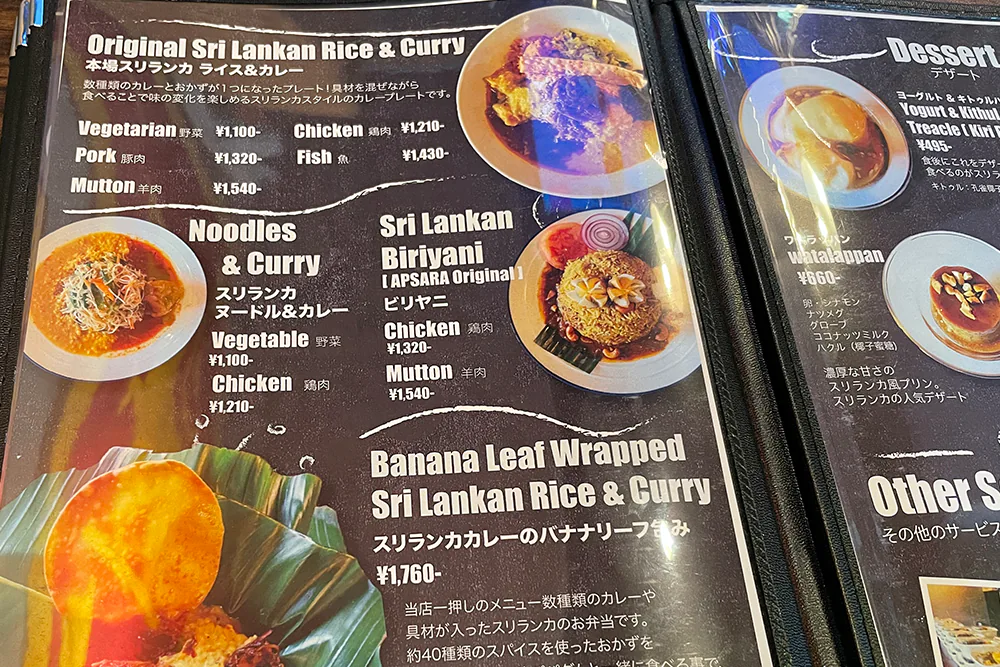 Original Sri Lankan Rice & Curry
本場スリランカ ライス&カレー
数種類のカレーとおかずが1つになったプレート!具材を混ぜながら
食べることで味の変化を楽しめるスリランカスタイルのカレープレートです。
Vegetarian 野菜 ¥1,100-
Chicken 鶏肉 ¥1,210-
Pork 豚肉 ¥1,320-
Fish 魚 ¥1,430-
Mutton 羊肉 ¥1,540-
Noodles
& Curry
スリランカ
ヌードル&カレー
Vegetable 野菜
¥1,100-
Chicken 鶏肉
¥1,210-
Sri Lankan
Biriyani
[ APSARA Original ]
ビリヤニ
Chicken 鶏肉
¥1,320-
Mutton 羊肉
¥1,540-
Banana Leaf Wrapped
Sri Lankan Rice & Curry
スリランカカレーのバナナリーフ包み
¥1,760-
当店一押しのメニュー数種類のカレーや
具材が入ったスリランカのお弁当です。
約40種類のスパイスを使ったおかずを
一緒に食べる事で
Dessert
デザート
ヨーグルト & キトゥル
Yogurt & Kithul
Treacle [ Kiri
¥495-
食後にこれをデザー
食べるのがスリラ
キトゥル:孔雀椰子
ワタラッパン
watalappan
¥660-
卵・シナモン
ナツメグ
グローブ
ココナッツミルク
ハクル(椰子蜜糖)
濃厚な甘さの
スリランカ風プリン。
スリランカの人気デザート
Other S
その他のサービス